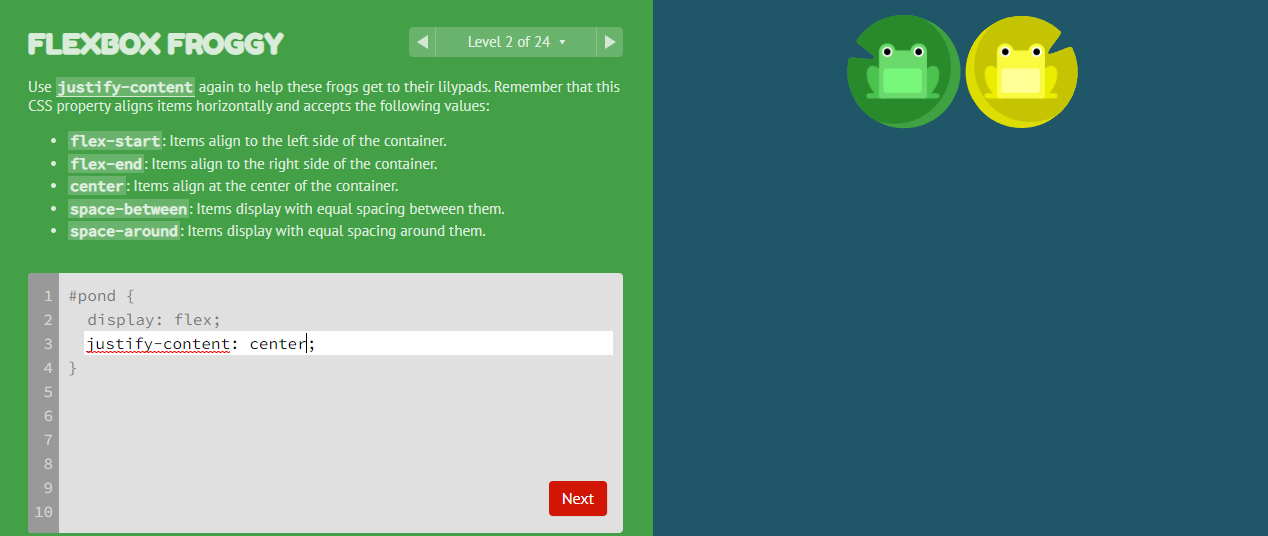 FLEXBOX FROGGY
Level 2 of 24
Use justify-content again to help these frogs get to their lilypads. Remember that this
CSS property aligns items horizontally and accepts the following values:
flex-start: Items align to the left side of the container.
flex-end: Items align to the right side of the container.
center: Items align at the center of the container.
space-between: Items display with equal spacing between them.
space-around: Items display with equal spacing around them.
1 #pond {
2 display: flex;
3 justify-content: center;
4 }
5
6
7
8
9
10
Next